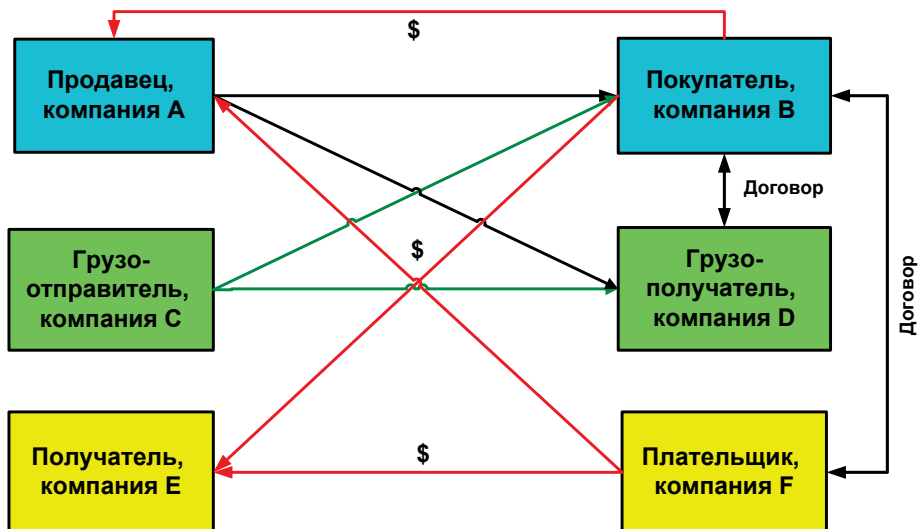 $
Продавец,
компания A
Покупатель,
компания B
Договор
Грузо-
отправитель,
компания C
$
Грузо-
получатель,
компания D
Договор
Получатель,
компания E
$
Плательщик,
компания F